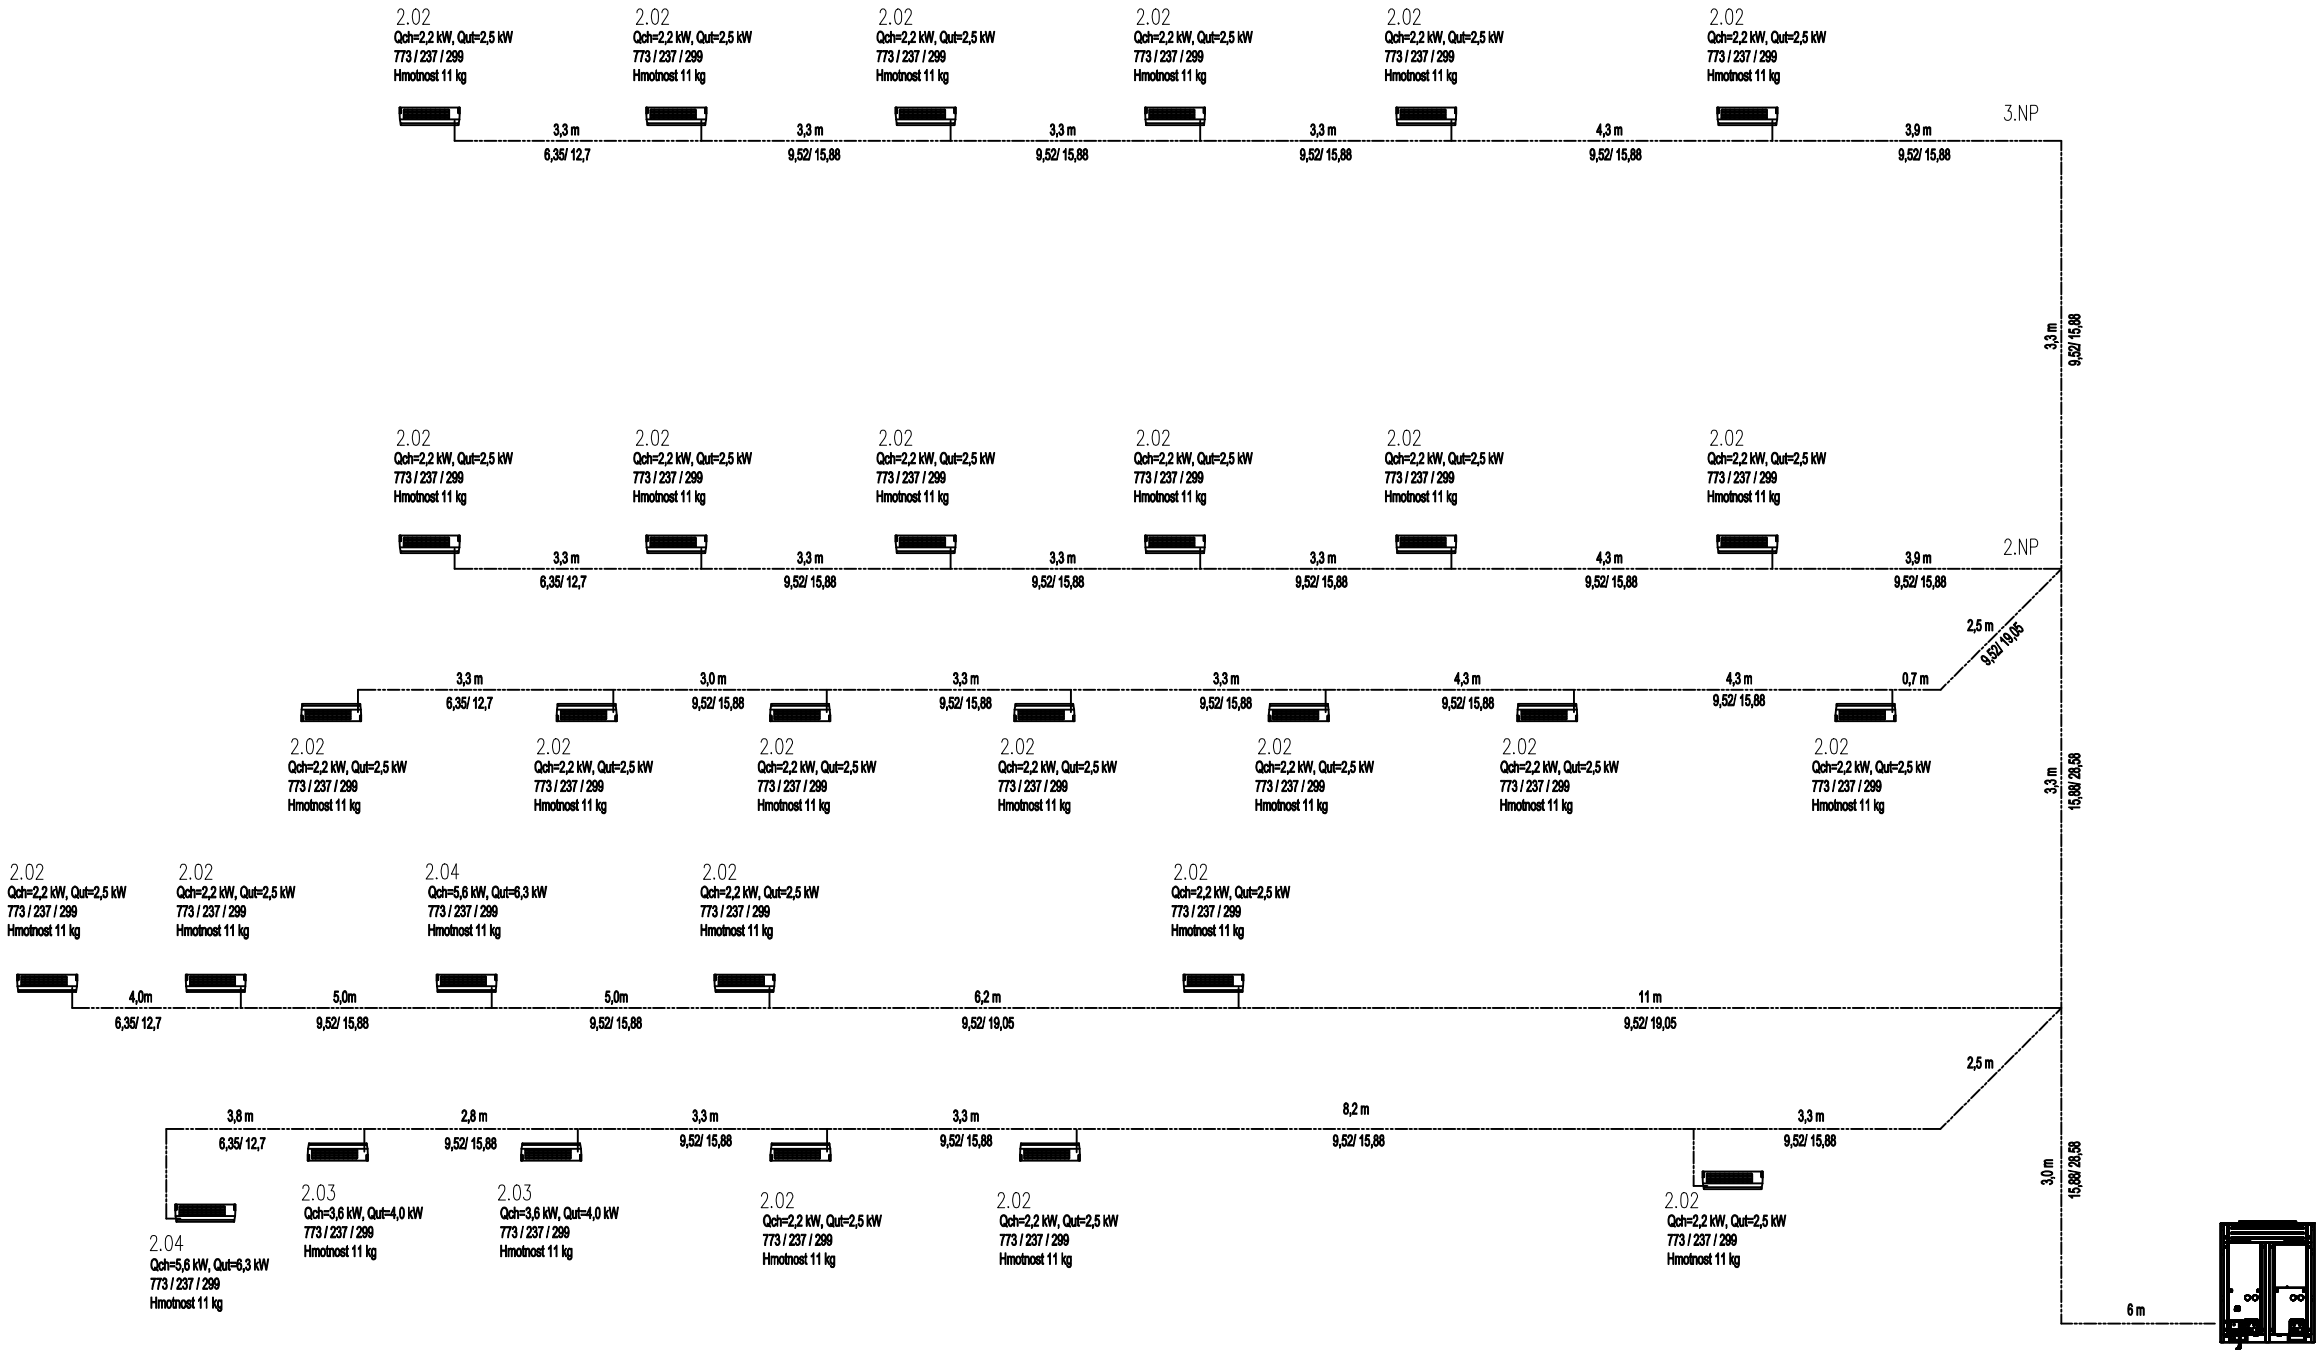 2.02 2.02 2.02 2.02 2.02 2.02
Qch=2,2 kW, Qut=2,5 kW Qch=2,2 kW, Qut=2,5 kW Qch=2,2 kW, Qut=2,5 kW Qch=2,2 kW, Qut=2,5 kW Qch=2,2 kW, Qut=2,5 kW Qch=2,2 kW, Qut=2,5 kW
773 / 237 / 299 773 / 237 / 299 773 / 237 / 299 773 / 237 / 299 773 / 237 / 299 773 / 237 / 299
Hmotnost 11 kg Hmotnost 11 kg Hmotnost 11 kg Hmotnost 11 kg Hmotnost 11 kg Hmotnost 11 kg
3.NP
3,3 m 3,3 m 3,3 m 3,3 m 4,3 m 3,9 m
6,35/ 12,7 9,52/ 15,88 9,52/ 15,88 9,52/ 15,88 9,52/ 15,88 9,52/ 15,88
3,3 m
9,52/ 15,88
2.02 2.02 2.02 2.02 2.02 2.02
Qch=2,2 kW, Qut=2,5 kW Qch=2,2 kW, Qut=2,5 kW Qch=2,2 kW, Qut=2,5 kW Qch=2,2 kW, Qut=2,5 kW Qch=2,2 kW, Qut=2,5 kW Qch=2,2 kW, Qut=2,5 kW
773 / 237 / 299 773 / 237 / 299 773 / 237 / 299 773 / 237 / 299 773 / 237 / 299 773 / 237 / 299
Hmotnost 11 kg Hmotnost 11 kg Hmotnost 11 kg Hmotnost 11 kg Hmotnost 11 kg Hmotnost 11 kg
2.NP
3,3 m 3,3 m 3,3 m 3,3 m 4,3 m 3,9 m
6,35/ 12,7 9,52/ 15,88 9,52/ 15,88 9,52/ 15,88 9,52/ 15,88 9,52/ 15,88
2,5 m
9,52/ 19,05
3,3 m 3,0 m 3,3 m 3,3 m 4,3 m 4,3 m 0,7 m
6,35/ 12,7 9,52/ 15,88 9,52/ 15,88 9,52/ 15,88 9,52/ 15,88 9,52/ 15,88
2.02 2.02 2.02 2.02 2.02 2.02 2.02
Qch=2,2 kW, Qut=2,5 kW Qch=2,2 kW, Qut=2,5 kW Qch=2,2 kW, Qut=2,5 kW Qch=2,2 kW, Qut=2,5 kW Qch=2,2 kW, Qut=2,5 kW Qch=2,2 kW, Qut=2,5 kW Qch=2,2 kW, Qut=2,5 kW
773 / 237 / 299 773 / 237 / 299 773 / 237 / 299 773 / 237 / 299 773 / 237 / 299 773 / 237 / 299 773 / 237 / 299
Hmotnost 11 kg Hmotnost 11 kg Hmotnost 11 kg Hmotnost 11 kg Hmotnost 11 kg Hmotnost 11 kg Hmotnost 11 kg
3,3 m
15,88/ 28,58
2.02 2.02 2.04 2.02 2.02
Qch=2,2 kW, Qut=2,5 kW Qch=2,2 kW, Qut=2,5 kW Qch=5,6 kW, Qut=6,3 kW Qch=2,2 kW, Qut=2,5 kW Qch=2,2 kW, Qut=2,5 kW
773 / 237 / 299 773 / 237 / 299 773 / 237 / 299 773 / 237 / 299 773 / 237 / 299
Hmotnost 11 kg Hmotnost 11 kg Hmotnost 11 kg Hmotnost 11 kg Hmotnost 11 kg
4,0m 5,0m 5,0m 6,2 m 11 m
6,35/ 12,7 9,52/ 15,88 9,52/ 15,88 9,52/ 19,05 9,52/ 19,05
2,5 m
3,8 m 2,8 m 3,3 m 3,3 m 8,2 m 3,3 m
6,35/ 12,7 9,52/ 15,88 9,52/ 15,88 9,52/ 15,88 9,52/ 15,88 9,52/ 15,88
3,0 m
15,88/ 28,58
2.03 2.03 2.02 2.02 2.02
Qch=3,6 kW, Qut=4,0 kW Qch=3,6 kW, Qut=4,0 kW Qch=2,2 kW, Qut=2,5 kW Qch=2,2 kW, Qut=2,5 kW Qch=2,2 kW, Qut=2,5 kW
773 / 237 / 299 773 / 237 / 299 773 / 237 / 299 773 / 237 / 299 773 / 237 / 299
Hmotnost 11 kg Hmotnost 11 kg Hmotnost 11 kg Hmotnost 11 kg Hmotnost 11 kg
2.04
Qch=5,6 kW, Qut=6,3 kW
773 / 237 / 299
Hmotnost 11 kg
6 m